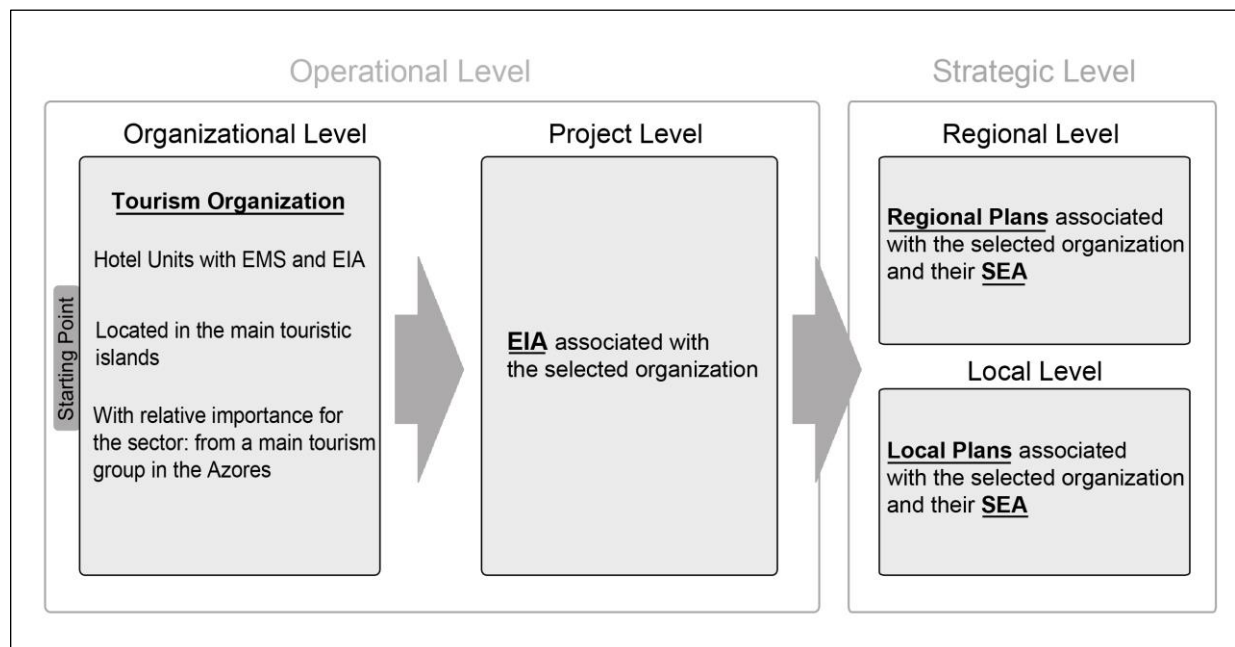 Operational Level
Strategic Level
Organizational Level
Project Level
Regional Level
Starting Point
Tourism Organization
Hotel Units with EMS and EIA
Located in the main touristic
islands
With relative importance for
the sector: from a main tourism
group in the Azores
EIA associated with
the selected organization
Regional Plans associated
with the selected organization
and their SEA
Local Level
Local Plans associated
with the selected organization
and their SEA